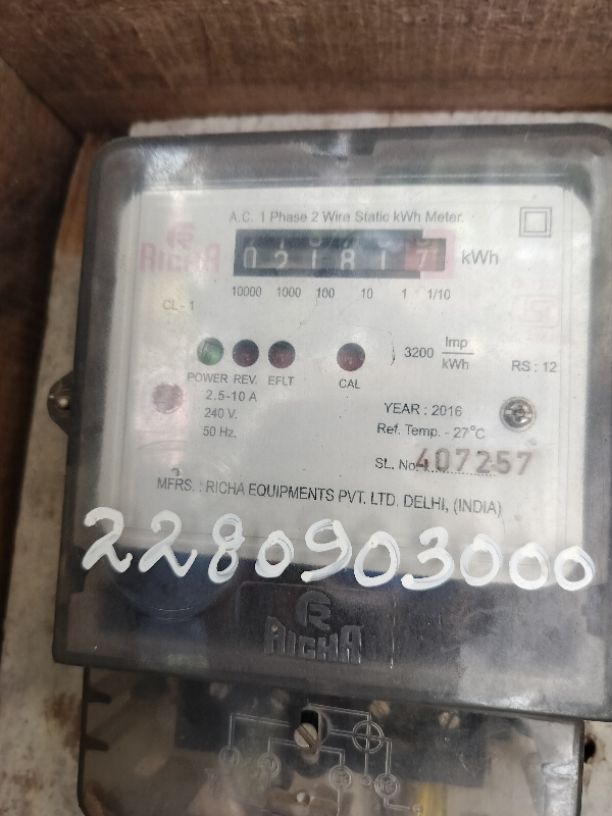 A.C. 1 Phase 2 Wire Static kWh Meter.
RICHA
021817 kWh
10000 1000 100 10 1 1/10
CL-1
3200 Imp/kWh
RS : 12
POWER REV. EFLT CAL
2.5-10 A
240 V.
50 Hz.
YEAR : 2016
Ref. Temp. - 27°C
SL. No. 407257
MFRS. : RICHA EQUIPMENTS PVT. LTD. DELHI, (INDIA)
2280903000
RICHA